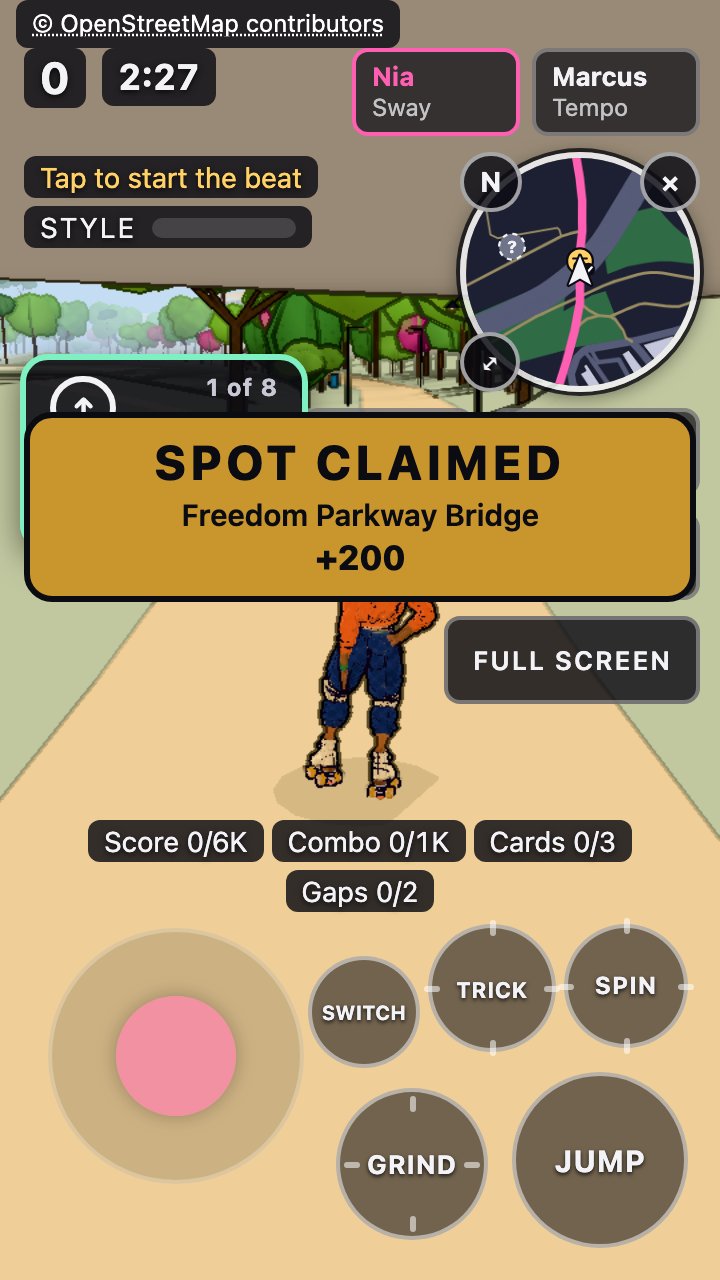 © OpenStreetMap contributors
0
2:27
Nia
Sway
Marcus
Tempo
Tap to start the beat
STYLE
N
×
?
1 of 8
SPOT CLAIMED
Freedom Parkway Bridge
+200
FULL SCREEN
Score 0/6K
Combo 0/1K
Cards 0/3
Gaps 0/2
SWITCH
TRICK
SPIN
GRIND
JUMP